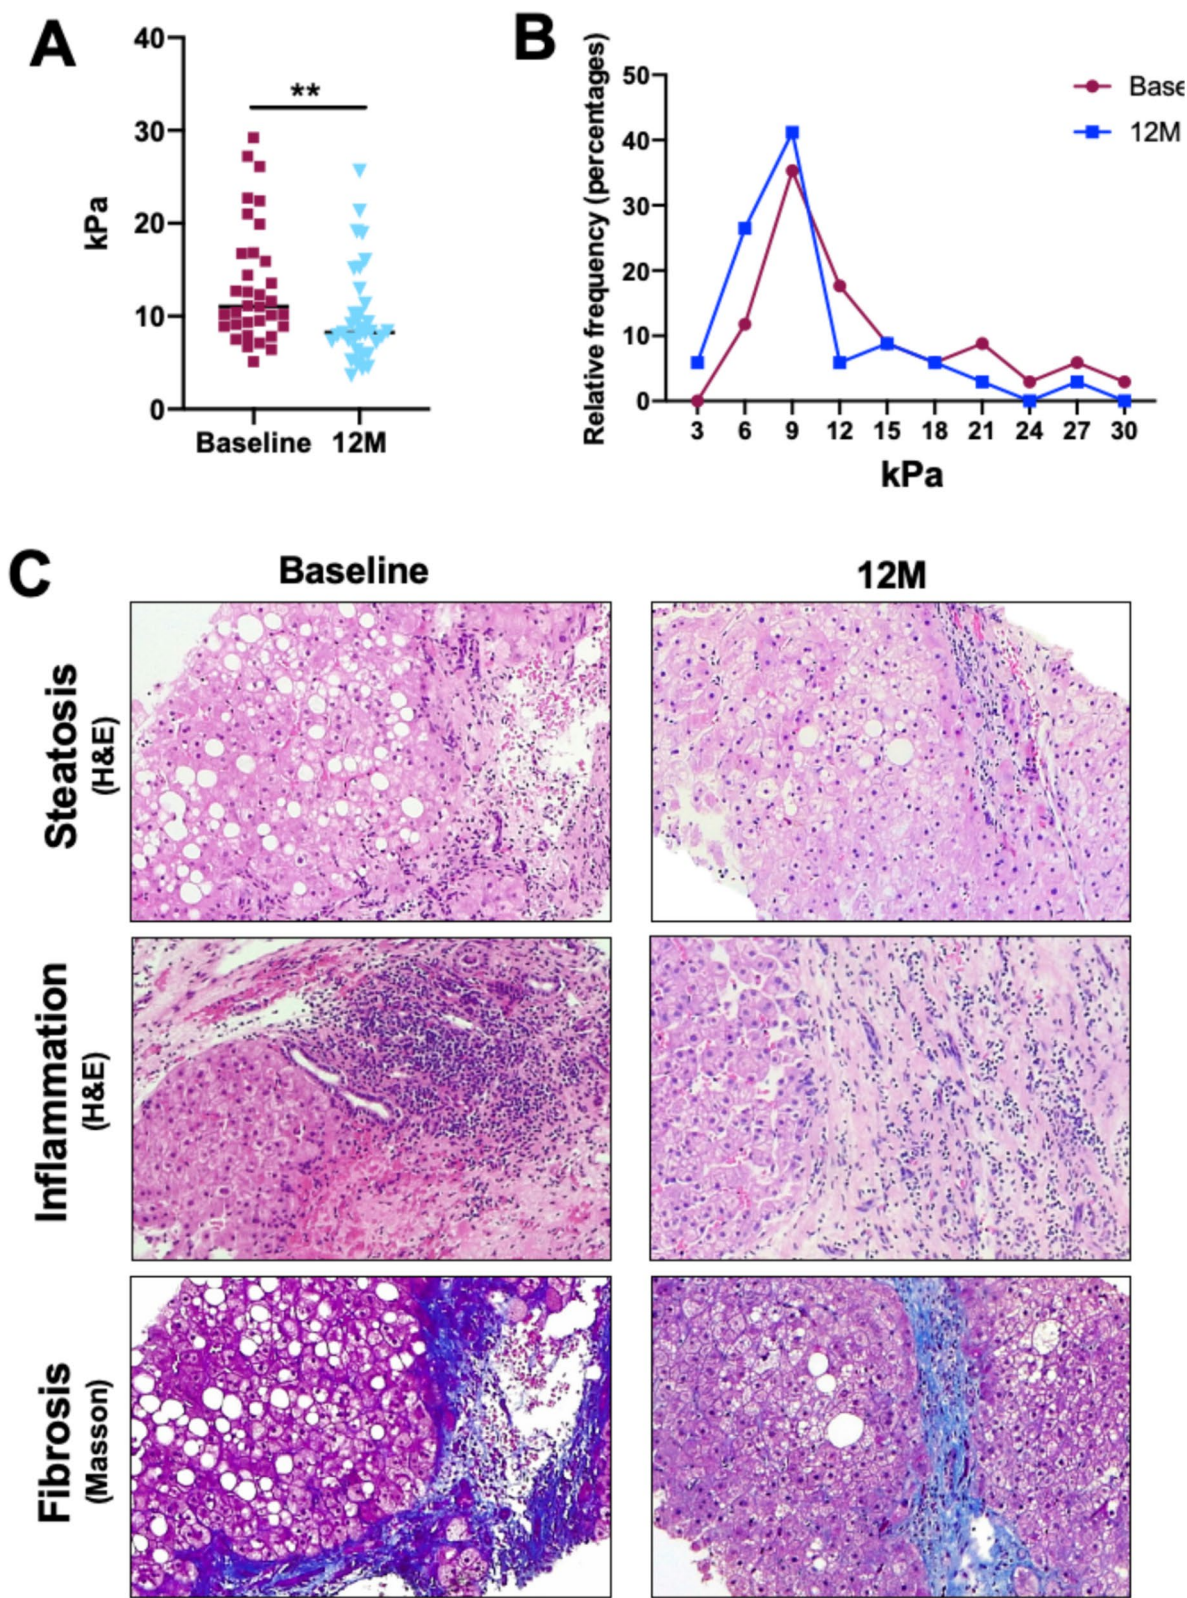 A
40
30
20
10
0
kPa
**
Baseline
12M
B
Relative frequency (percentages)
50
40
30
20
10
0
3
6
9
12
15
18
21
24
27
30
kPa
Base
12M
C
Baseline
12M
Steatosis
(H&E)
Inflammation
(H&E)
Fibrosis
(Masson)